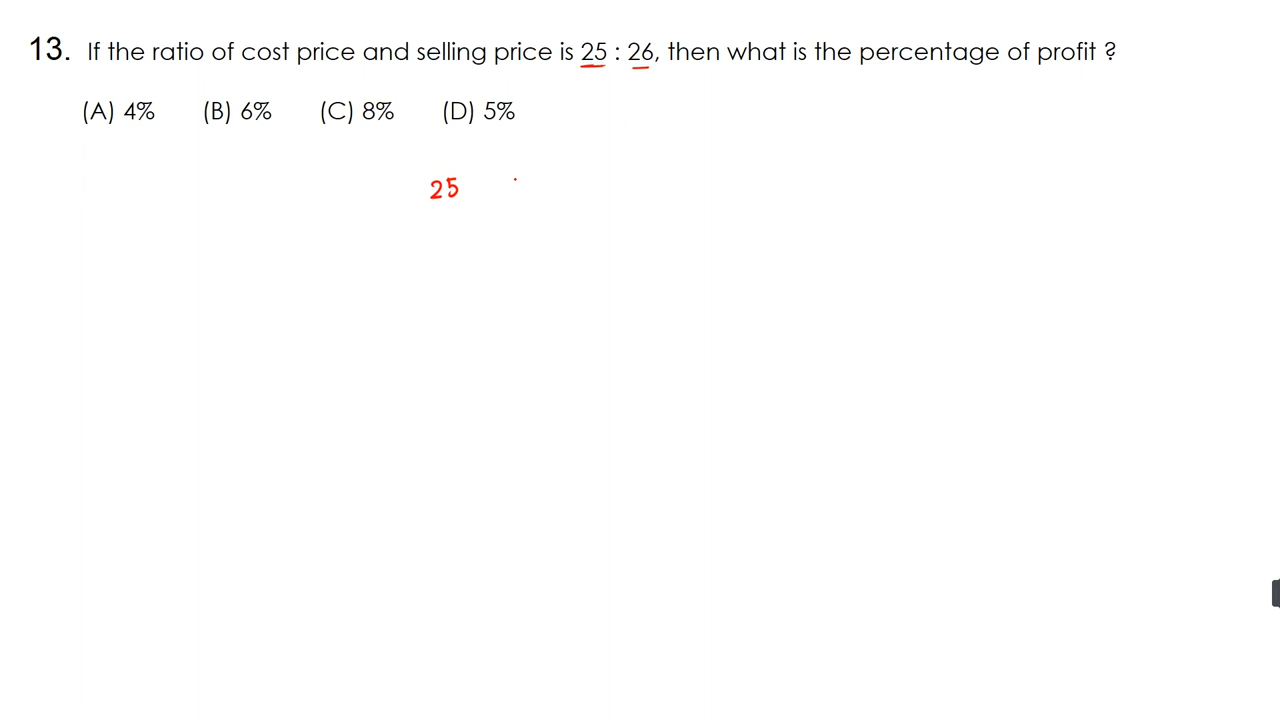 13. If the ratio of cost price and selling price is 25 : 26, then what is the percentage of profit ?
(A) 4% (B) 6% (C) 8% (D) 5%
25